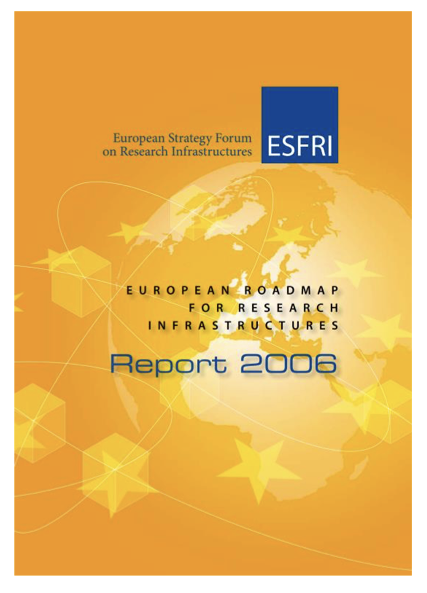 European Strategy Forum
on Research Infrastructures
ESFRI
EUROPEAN ROADMAP
FOR RESEARCH
INFRASTRUCTURES
Report 2006